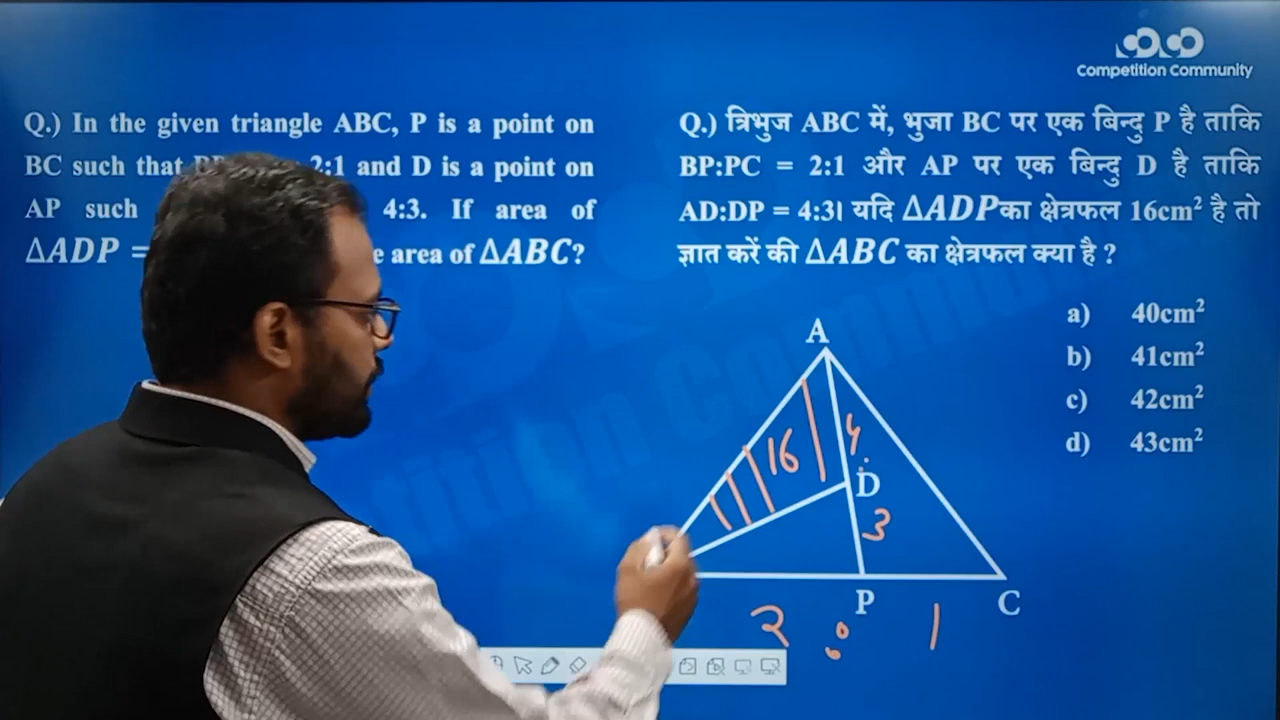 Competition Community
Q.) In the given triangle ABC, P is a point on
BC such that 2:1 and D is a point on
AP such 4:3. If area of
ΔADP = area of ΔABC?
Q.) त्रिभुज ABC में, भुजा BC पर एक बिन्दु P है ताकि
BP:PC = 2:1 और AP पर एक बिन्दु D है ताकि
AD:DP = 4:3। यदि ΔADPका क्षेत्रफल 16cm² है तो
ज्ञात करें की ΔABC का क्षेत्रफल क्या है ?
a) 40cm²
b) 41cm²
c) 42cm²
d) 43cm²
A
16
4
D
3
P
C
2 : 1